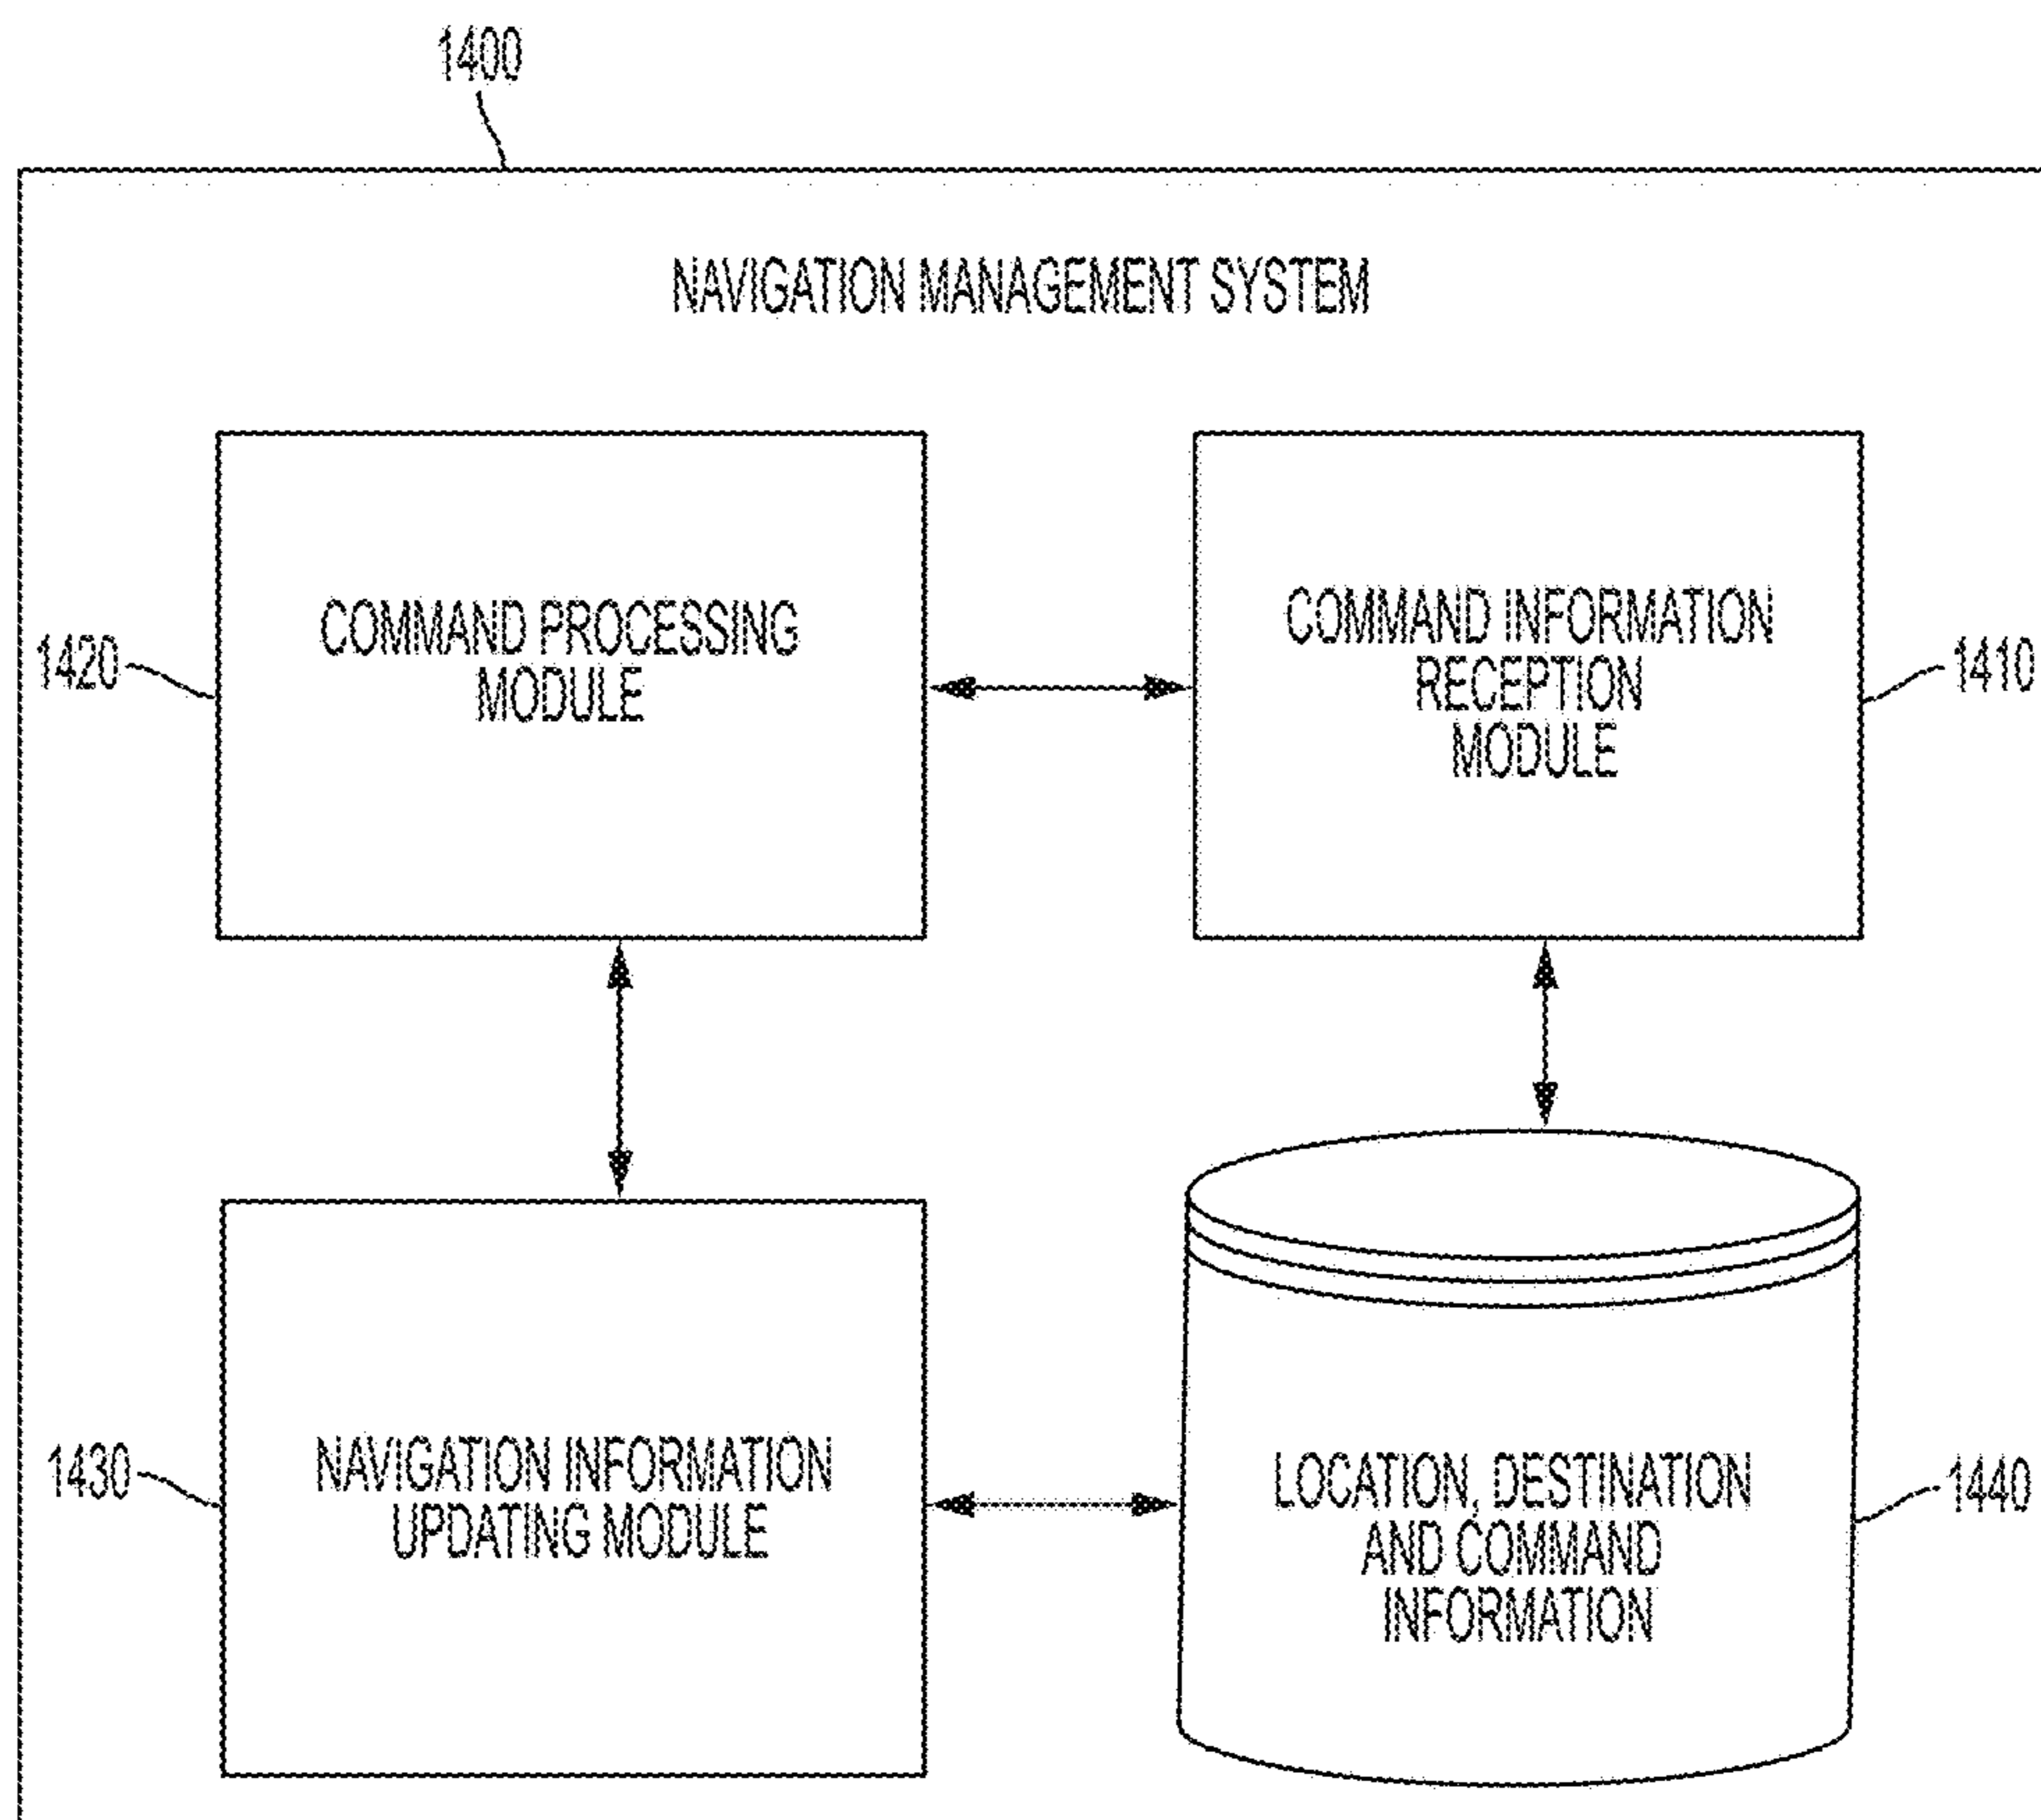 1400
NAVIGATION MANAGEMENT SYSTEM
COMMAND PROCESSING
MODULE
1420
COMMAND INFORMATION
RECEPTION
MODULE
1410
NAVIGATION INFORMATION
UPDATING MODULE
1430
LOCATION, DESTINATION
AND COMMAND
INFORMATION
1440